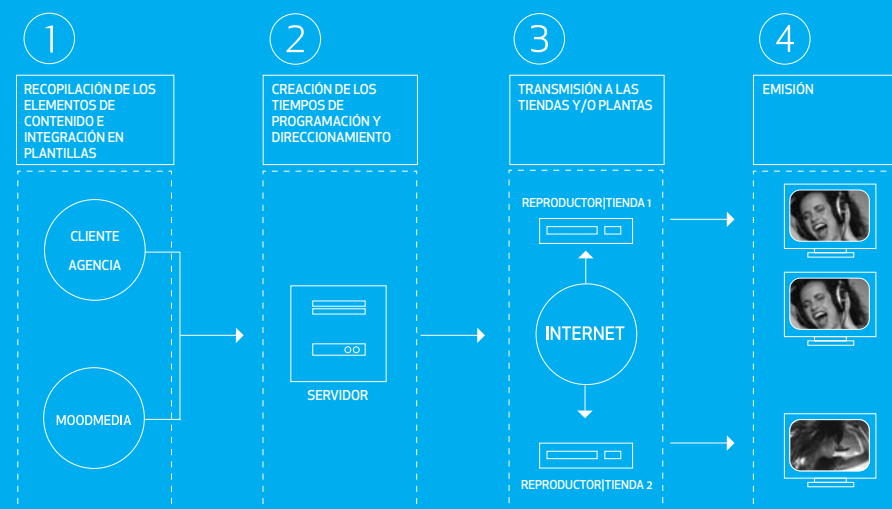 1
RECOPILACIÓN DE LOS
ELEMENTOS DE
CONTENIDO E
INTEGRACIÓN EN
PLANTILLAS
CLIENTE
AGENCIA
MOODMEDIA
2
CREACIÓN DE LOS
TIEMPOS DE
PROGRAMACIÓN Y
DIRECCIONAMIENTO
SERVIDOR
3
TRANSMISIÓN A LAS
TIENDAS Y/O PLANTAS
REPRODUCTOR|TIENDA 1
INTERNET
REPRODUCTOR|TIENDA 2
4
EMISIÓN